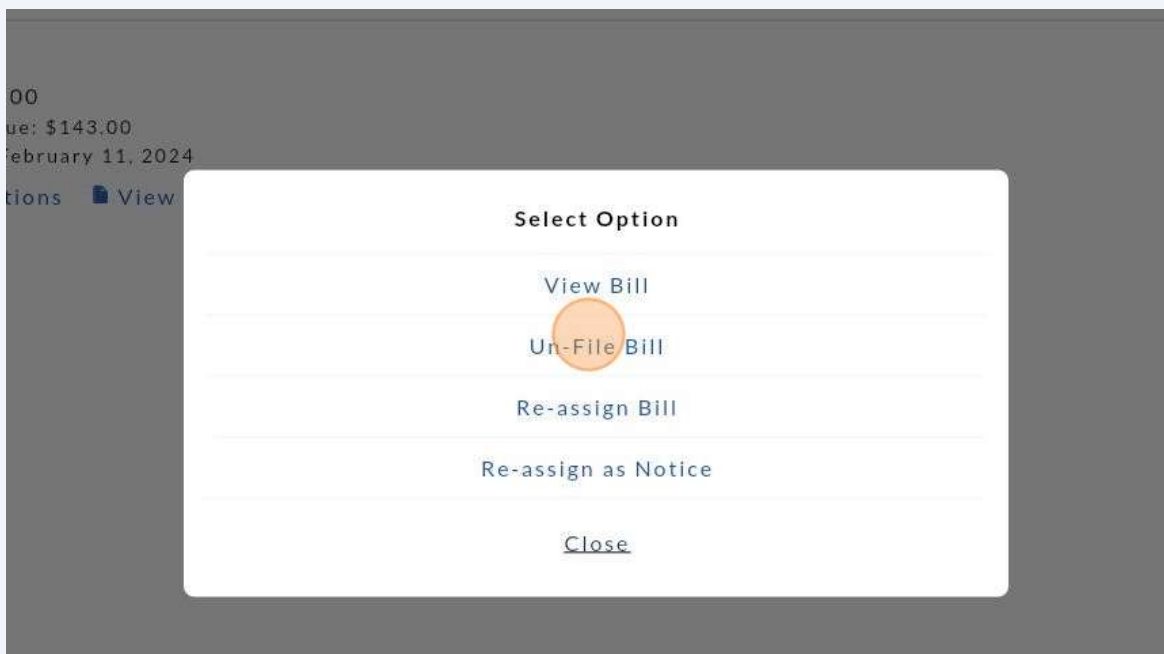 00
ue: $143.00
February 11, 2024
tions View
Select Option
View Bill
Un-File Bill
Re-assign Bill
Re-assign as Notice
Close